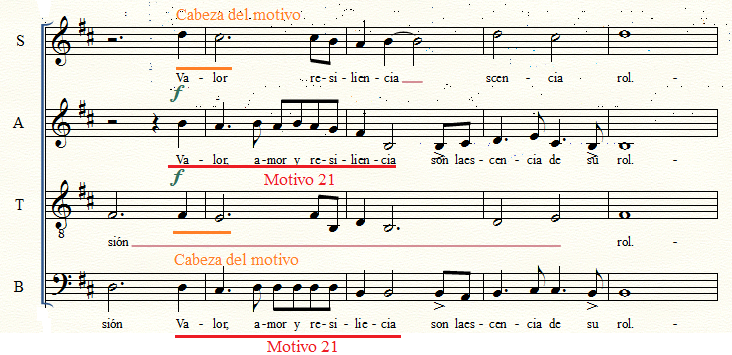 Cabeza del motivo
S
Va - lor re - si - lien - cia scen - cia rol. -
f
A
Va - lor, a-mor y re-si-lien-cia son laes-cen-cia de su rol. -
Motivo 21
f
T
8
sión rol. -
Cabeza del motivo
B
sión Va - lor, a-mor y re-si-lie-cia son laes-cen-cia de su rol. -
Motivo 21